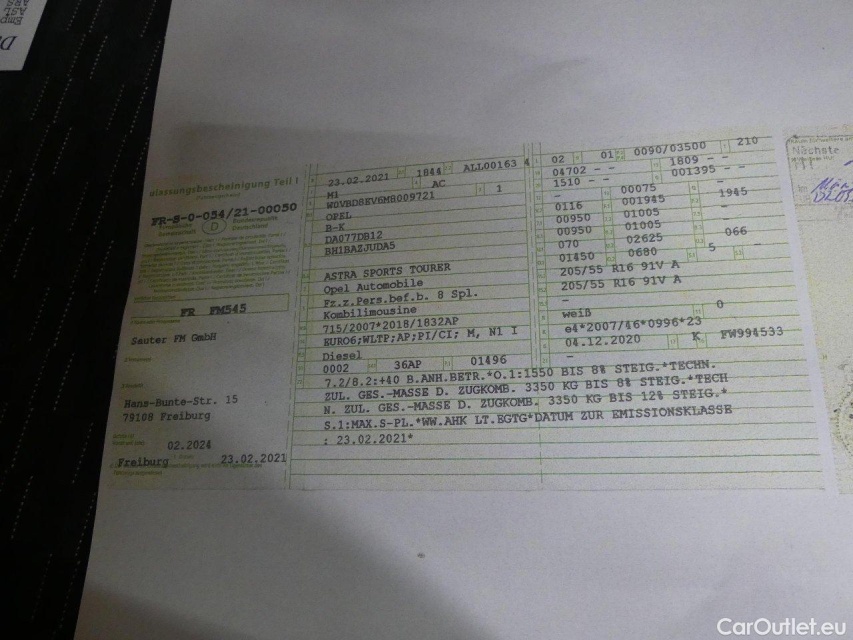 ulassungsbescheinigung Teil I
FR-S-0-054/21-00050
D
FR FM545
Sauter FM GmbH
Hans-Bunte-Str. 15
79108 Freiburg
02.2024
Freiburg 23.02.2021
23.02.2021 1844 ALL00163 4
M1 AC
W0VBD8EV6M8009721 1
OPEL
B-K
DA077DB12
BH1BAZJUDA5
ASTRA SPORTS TOURER
Opel Automobile
Fz.z.Pers.bef.b. 8 Spl.
Kombilimousine
715/2007*2018/1832AP
EURO6;WLTP;AP;PI/CI; M, N1 I
Diesel
0002 36AP 01496
02 01 0090/03500 210
04702 - - 1809 - -
1510 - - 001395 - -
- 00075
0116 001945 1945
00950 01005 -
00950 01005 -
070 02625 066
01450 0680 5 -
205/55 R16 91V A
205/55 R16 91V A
-
weiß 0
e4*2007/46*0996*23
04.12.2020 K FW994533
-
7.2/8.2:+40 B.ANH.BETR.*O.1:1550 BIS 8% STEIG.*TECHN.
ZUL. GES.-MASSE D. ZUGKOMB. 3350 KG BIS 8% STEIG.*TECH
N. ZUL. GES.-MASSE D. ZUGKOMB. 3350 KG BIS 12% STEIG.*
S.1:MAX.S-PL.*WW.AHK LT.EGTG*DATUM ZUR EMISSIONSKLASSE
: 23.02.2021*
Nächste
CarOutlet.eu